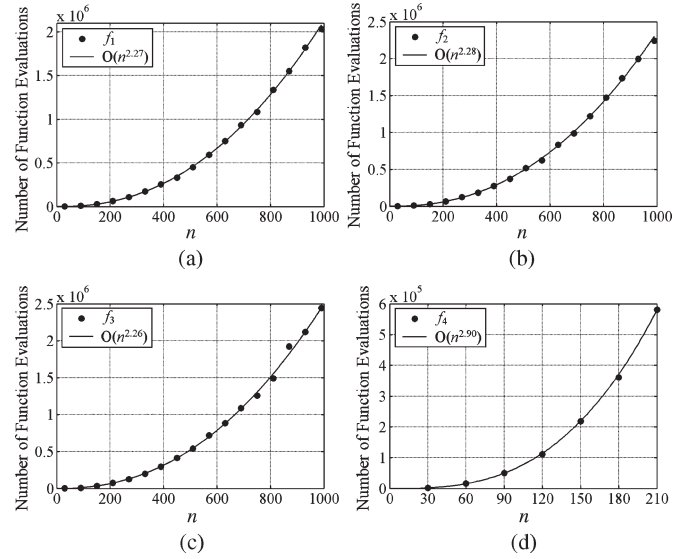 x 10^6
Number of Function Evaluations
2
1.5
1
0.5
0
f_1
O(n^{2.27})
0 200 400 600 800 1000
n
(a)
x 10^6
Number of Function Evaluations
2.5
2
1.5
1
0.5
0
f_2
O(n^{2.28})
0 200 400 600 800 1000
n
(b)
x 10^6
Number of Function Evaluations
2.5
2
1.5
1
0.5
0
f_3
O(n^{2.26})
0 200 400 600 800 1000
n
(c)
x 10^5
Number of Function Evaluations
6
5
4
3
2
1
0
f_4
O(n^{2.90})
0 30 60 90 120 150 180 210
n
(d)